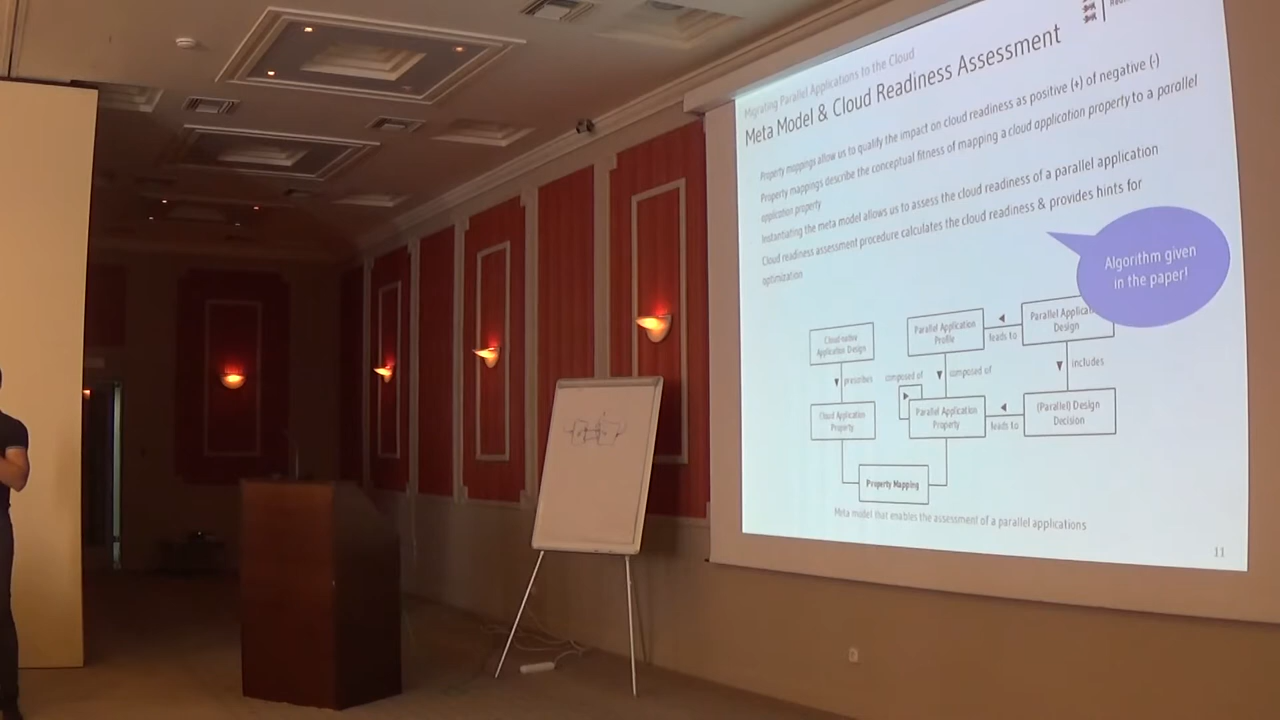 Migrating Parallel Applications to the Cloud
Meta Model & Cloud Readiness Assessment
Property mappings allow us to qualify the impact on cloud readiness as positive (+) of negative (-)
Property mappings describe the conceptual fitness of mapping a cloud application property to a parallel
application property
Instantiating the meta model allows us to assess the cloud readiness of a parallel application
Cloud readiness assessment procedure calculates the cloud readiness & provides hints for
optimization
Algorithm given
in the paper!
Cloud-native
Application Design
Parallel Application
Profile
leads to
Parallel Applicat
Design
prescribes
composed of
composed of
includes
Cloud Application
Property
Parallel Application
Property
leads to
(Parallel) Design
Decision
Property Mapping
Meta model that enables the assessment of a parallel applications
11